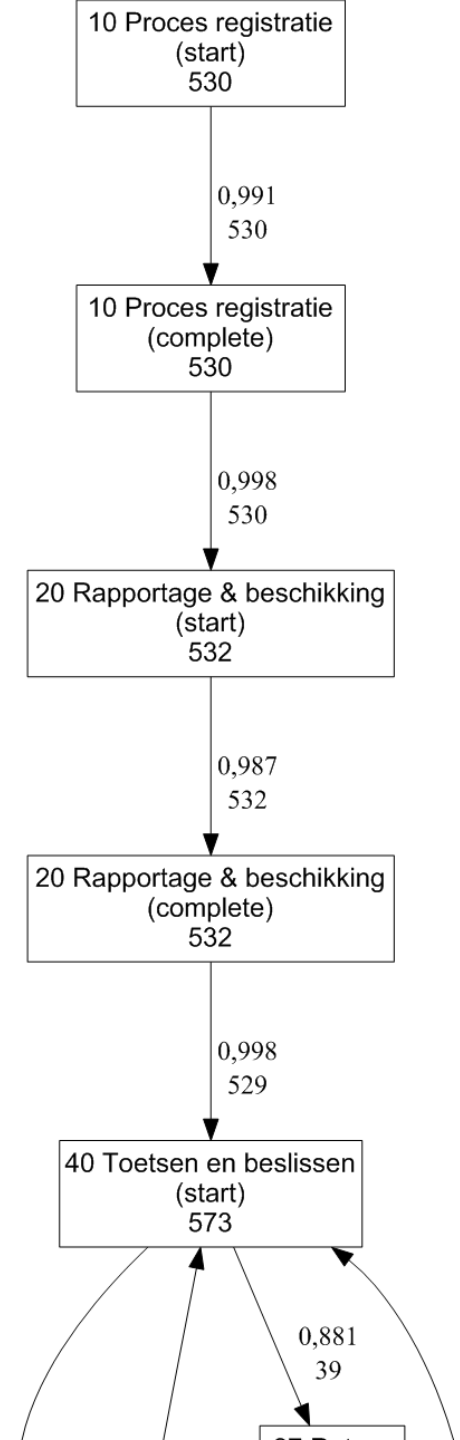 10 Proces registratie
(start)
530
0,991
530
10 Proces registratie
(complete)
530
0,998
530
20 Rapportage & beschikking
(start)
532
0,987
532
20 Rapportage & beschikking
(complete)
532
0,998
529
40 Toetsen en beslissen
(start)
573
0,881
39